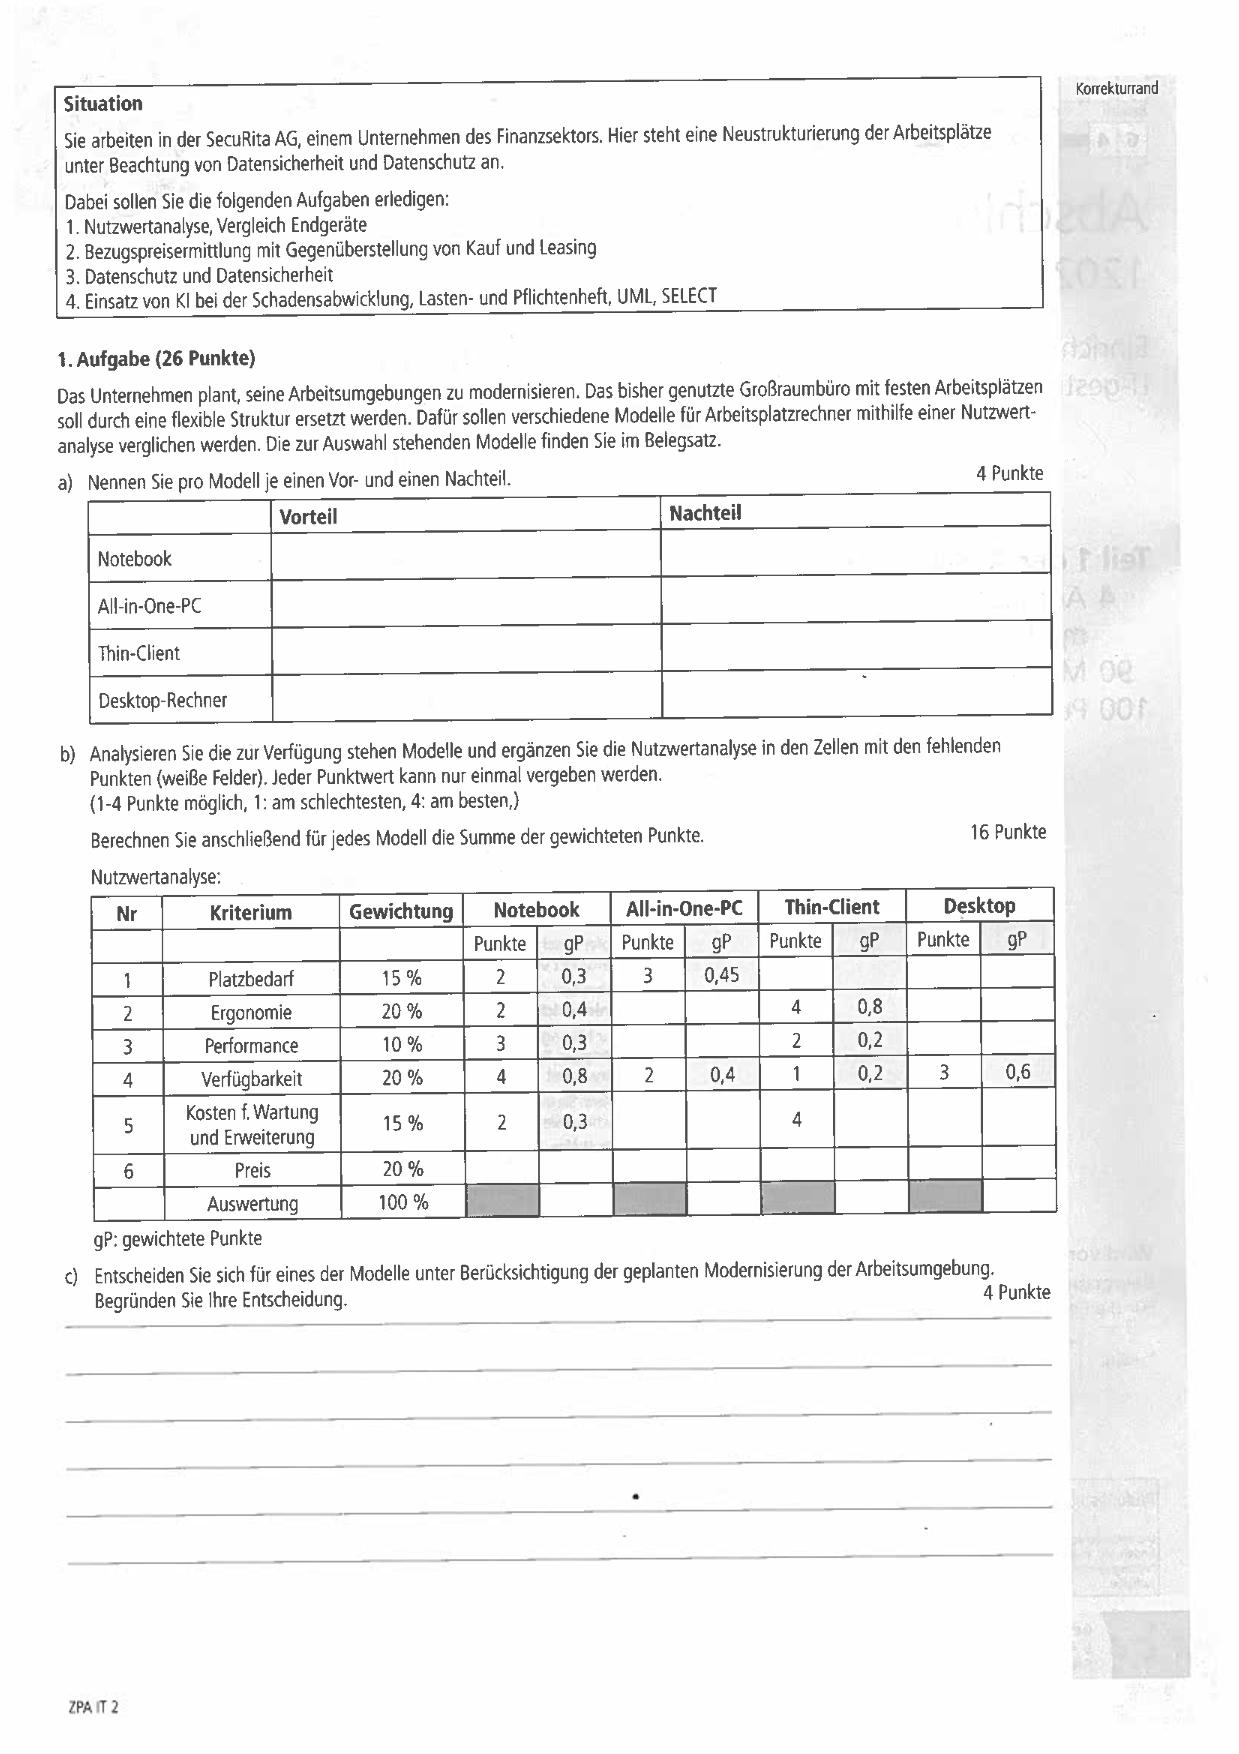 Korrekturrand
Situation
Sie arbeiten in der SecuRita AG, einem Unternehmen des Finanzsektors. Hier steht eine Neustrukturierung der Arbeitsplätze
unter Beachtung von Datensicherheit und Datenschutz an.
Dabei sollen Sie die folgenden Aufgaben erledigen:
1. Nutzwertanalyse, Vergleich Endgeräte
2. Bezugspreisermittlung mit Gegenüberstellung von Kauf und Leasing
3. Datenschutz und Datensicherheit
4. Einsatz von KI bei der Schadensabwicklung, Lasten- und Pflichtenheft, UML, SELECT
1. Aufgabe (26 Punkte)
Das Unternehmen plant, seine Arbeitsumgebungen zu modernisieren. Das bisher genutzte Großraumbüro mit festen Arbeitsplätzen
soll durch eine flexible Struktur ersetzt werden. Dafür sollen verschiedene Modelle für Arbeitsplatzrechner mithilfe einer Nutzwert-
analyse verglichen werden. Die zur Auswahl stehenden Modelle finden Sie im Belegsatz.
a) Nennen Sie pro Modell je einen Vor- und einen Nachteil. 4 Punkte
Vorteil Nachteil
Notebook
All-in-One-PC
Thin-Client
Desktop-Rechner
b) Analysieren Sie die zur Verfügung stehen Modelle und ergänzen Sie die Nutzwertanalyse in den Zellen mit den fehlenden
Punkten (weiße Felder). Jeder Punktwert kann nur einmal vergeben werden.
(1-4 Punkte möglich, 1: am schlechtesten, 4: am besten,)
Berechnen Sie anschließend für jedes Modell die Summe der gewichteten Punkte. 16 Punkte
Nutzwertanalyse:
Nr Kriterium Gewichtung Notebook All-in-One-PC Thin-Client Desktop
Punkte gP Punkte gP Punkte gP Punkte gP
1 Platzbedarf 15 % 2 0,3 3 0,45
2 Ergonomie 20 % 2 0,4 4 0,8
3 Performance 10 % 3 0,3 2 0,2
4 Verfügbarkeit 20 % 4 0,8 2 0,4 1 0,2 3 0,6
5 Kosten f. Wartung
und Erweiterung 15 % 2 0,3 4
6 Preis 20 %
Auswertung 100 %
gP: gewichtete Punkte
c) Entscheiden Sie sich für eines der Modelle unter Berücksichtigung der geplanten Modernisierung der Arbeitsumgebung.
Begründen Sie Ihre Entscheidung. 4 Punkte
ZPA IT 2